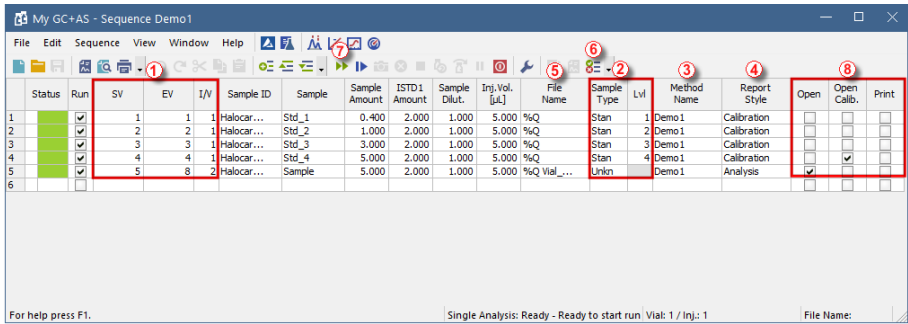 My GC+AS - Sequence Demo1
File Edit Sequence View Window Help
7
6
1 5 2 3 4 8
Status Run SV EV I/V Sample ID Sample Sample Amount ISTD1 Amount Sample Dilut. Inj.Vol. [µL] File Name Sample Type Lvl Method Name Report Style Open Open Calib. Print
1 1 1 1 Halocar... Std_1 0.400 2.000 1.000 5.000 %Q Stan 1 Demo1 Calibration
2 2 2 1 Halocar... Std_2 1.000 2.000 1.000 5.000 %Q Stan 2 Demo1 Calibration
3 3 3 1 Halocar... Std_3 3.000 2.000 1.000 5.000 %Q Stan 3 Demo1 Calibration
4 4 4 1 Halocar... Std_4 5.000 2.000 1.000 5.000 %Q Stan 4 Demo1 Calibration
5 5 8 2 Halocar... Sample 5.000 2.000 1.000 5.000 %Q Vial_... Unkn Demo1 Analysis
6
For help press F1. Single Analysis: Ready - Ready to start run Vial: 1 / Inj.: 1 File Name: